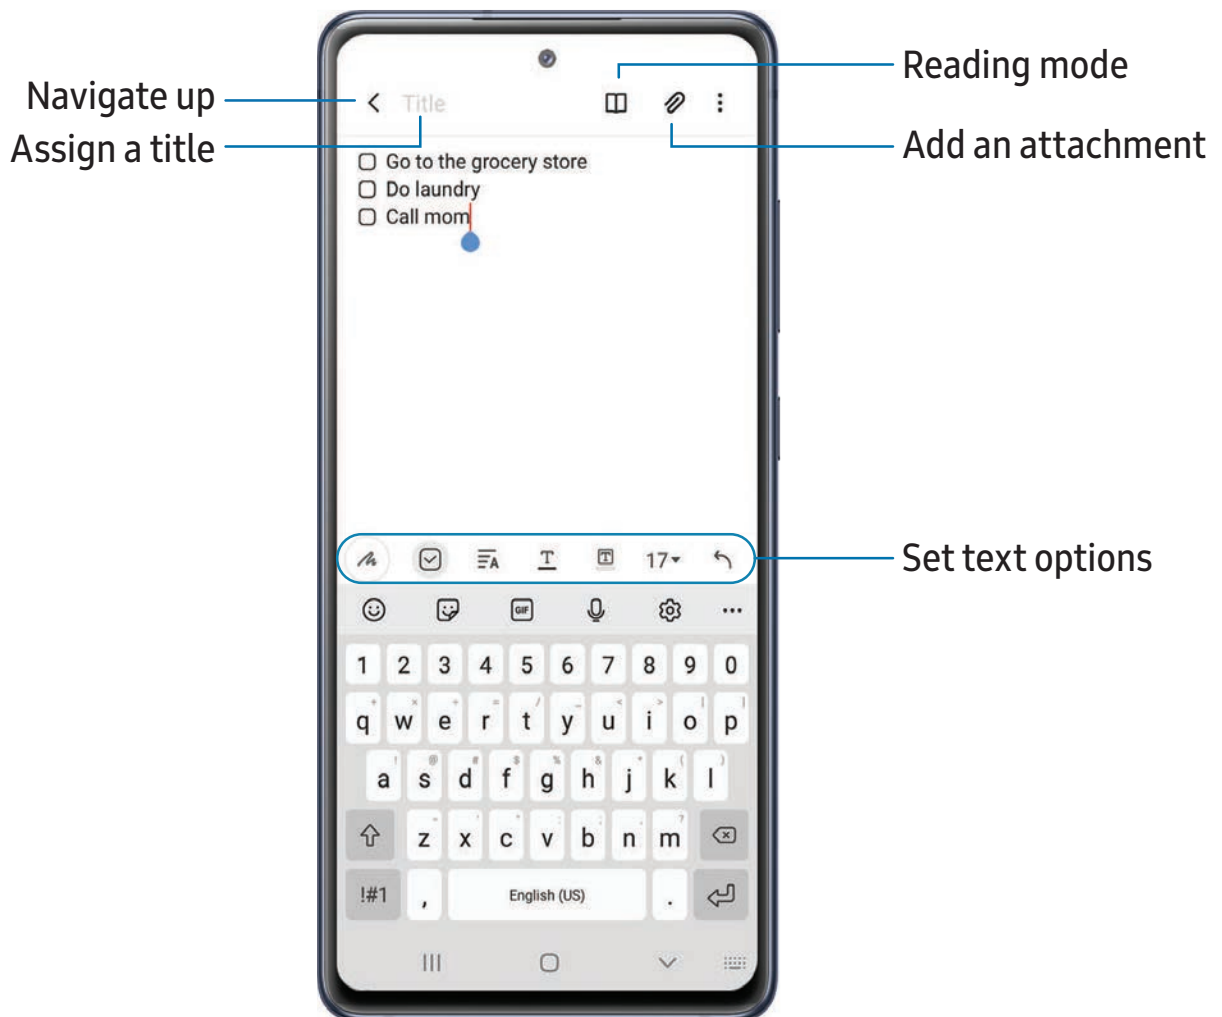 Reading mode
Navigate up
Title
Assign a title
Add an attachment
Go to the grocery store
Do laundry
Call mom
17
Set text options
GIF
1 2 3 4 5 6 7 8 9 0
q w e r t y u i o p
a s d f g h j k l
z x c v b n m
!#1 , English (US) .